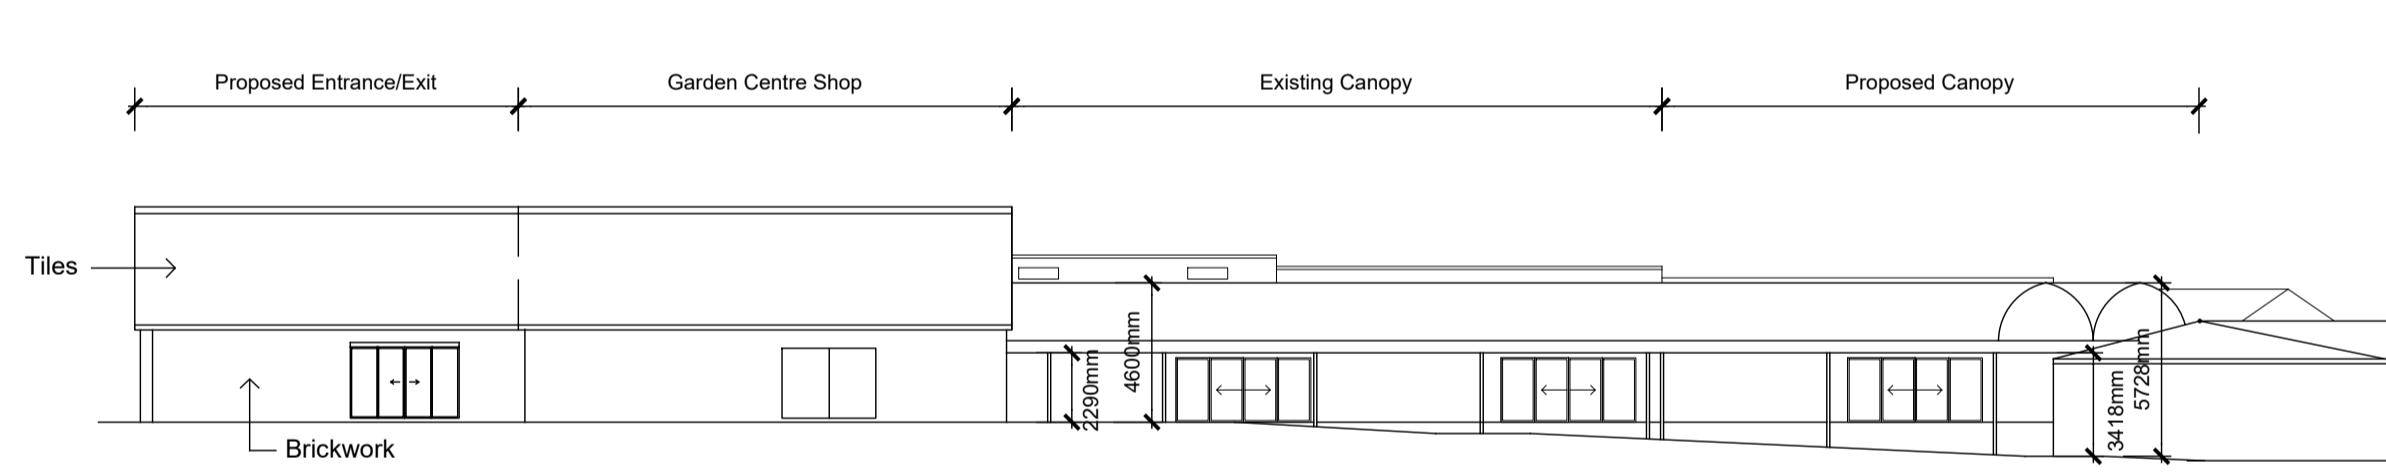 Proposed Entrance/Exit
Garden Centre Shop
Existing Canopy
Proposed Canopy
Tiles
Brickwork
2290mm
4600mm
3418mm
5728mm